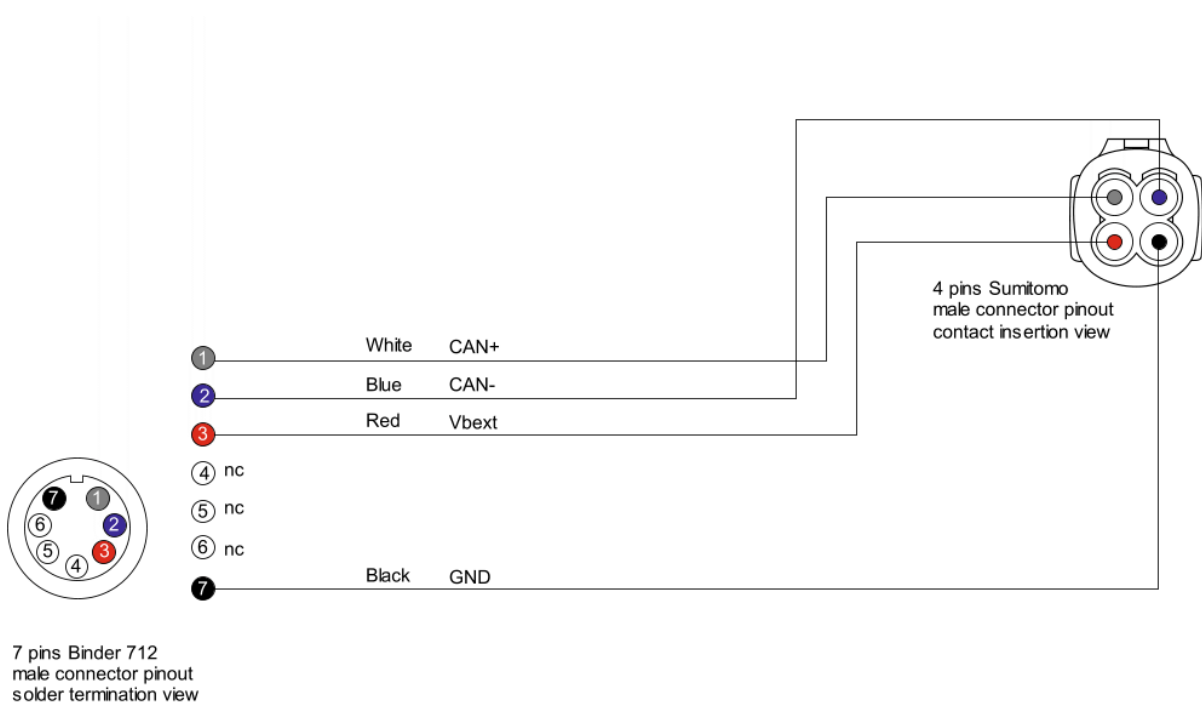 4 pins Sumitomo
male connector pinout
contact insertion view
1 White CAN+
2 Blue CAN-
3 Red Vbext
4 nc
5 nc
6 nc
7 Black GND
7 1
6 2
5 3
4
7 pins Binder 712
male connector pinout
solder termination view